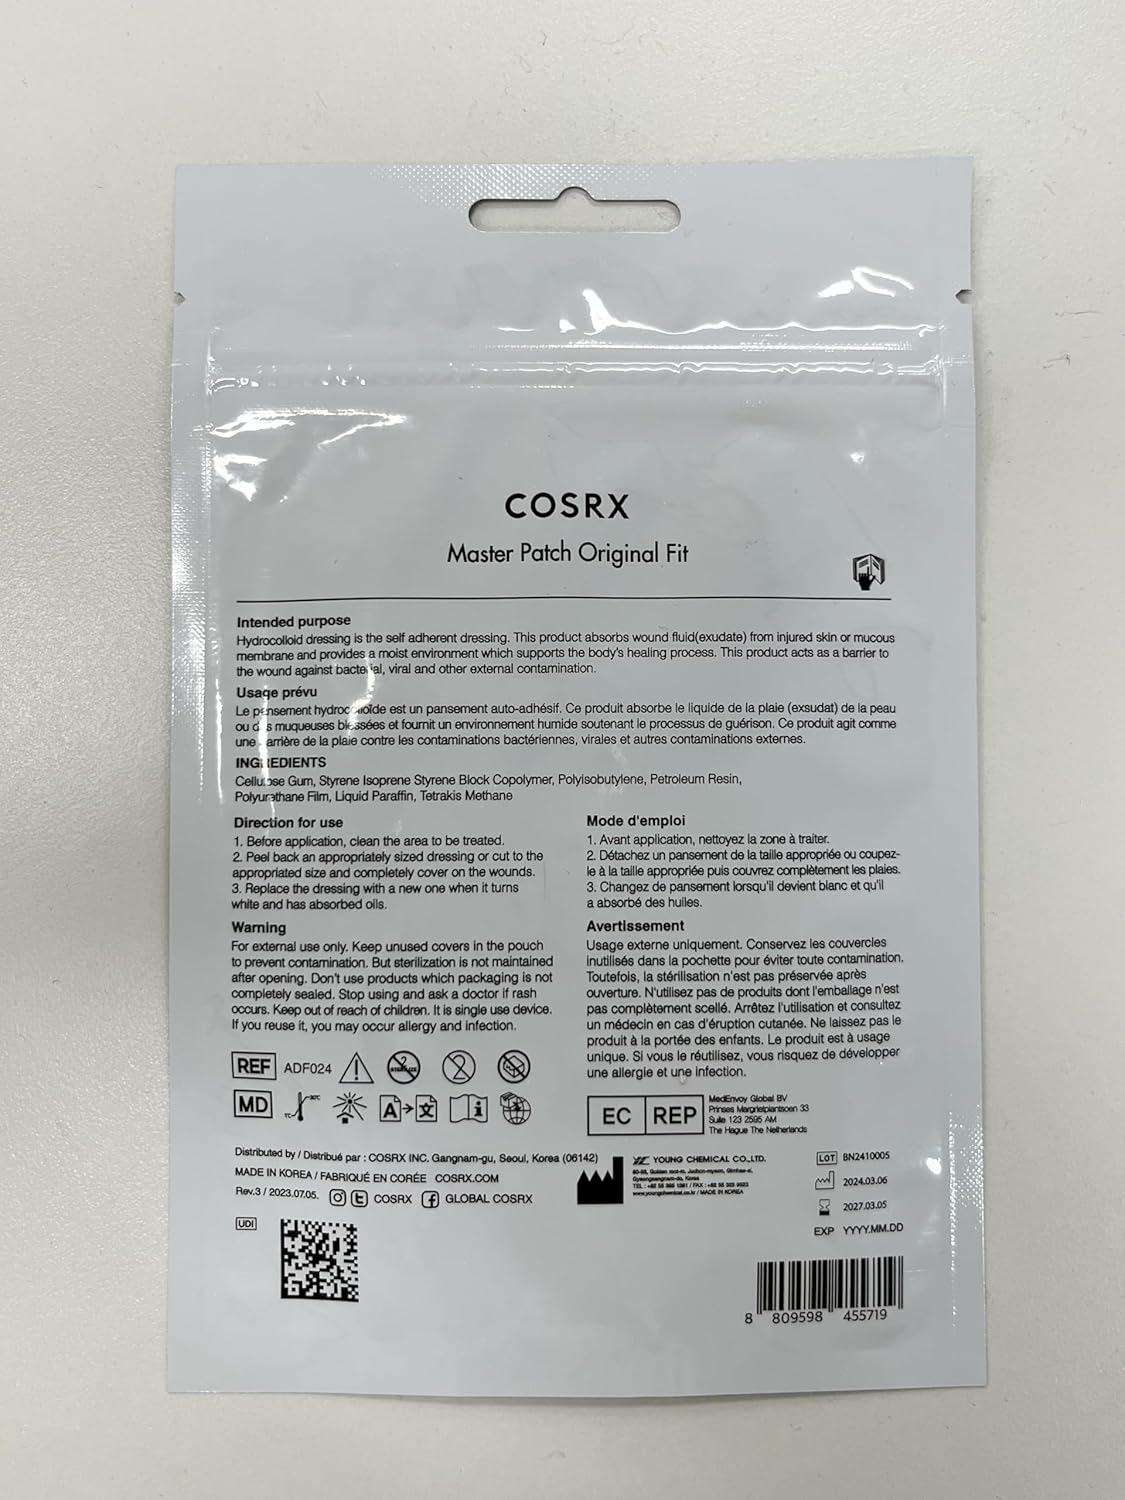 COSRX
Master Patch Original Fit
Intended purpose
Hydrocolloid dressing is the self adherent dressing. This product absorbs wound fluid(exudate) from injured skin or mucous
membrane and provides a moist environment which supports the body's healing process. This product acts as a barrier to
the wound against bacterial, viral and other external contamination.
Usage prévu
Le pansement hydrocolloïde est un pansement auto-adhésif. Ce produit absorbe le liquide de la plaie (exsudat) de la peau
ou des muqueuses blessées et fournit un environnement humide soutenant le processus de guérison. Ce produit agit comme
une barrière de la plaie contre les contaminations bactériennes, virales et autres contaminations externes.
INGREDIENTS
Cellulose Gum, Styrene Isoprene Styrene Block Copolymer, Polyisobutylene, Petroleum Resin,
Polyurethane Film, Liquid Paraffin, Tetrakis Methane
Direction for use
1. Before application, clean the area to be treated.
2. Peel back an appropriately sized dressing or cut to the
appropriated size and completely cover on the wounds.
3. Replace the dressing with a new one when it turns
white and has absorbed oils.
Warning
For external use only. Keep unused covers in the pouch
to prevent contamination. But sterilization is not maintained
after opening. Don't use products which packaging is not
completely sealed. Stop using and ask a doctor if rash
occurs. Keep out of reach of children. It is single use device.
If you reuse it, you may occur allergy and infection.
Mode d'emploi
1. Avant application, nettoyez la zone à traiter.
2. Détachez un pansement de la taille appropriée ou coupez-
le à la taille appropriée puis couvrez complètement les plaies.
3. Changez de pansement lorsqu'il devient blanc et qu'il
a absorbé des huiles.
Avertissement
Usage externe uniquement. Conservez les couvercles
inutilisés dans la pochette pour éviter toute contamination.
Toutefois, la stérilisation n'est pas préservée après
ouverture. N'utilisez pas de produits dont l'emballage n'est
pas complètement scellé. Arrêtez l'utilisation et consultez
un médecin en cas d'éruption cutanée. Ne laissez pas le
produit à la portée des enfants. Le produit est à usage
unique. Si vous le réutilisez, vous risquez de développer
une allergie et une infection.
REF ADF024 2 STERILIZE 2
MD 1°C 30°C A 文 i
EC REP
MedEnvoy Global BV
Prinses Margrietplantsoen 33
Suite 123 2595 AM
The Hague The Netherlands
Distributed by / Distribué par : COSRX INC. Gangnam-gu, Seoul, Korea (06142)
MADE IN KOREA / FABRIQUÉ EN CORÉE COSRX.COM
Rev.3 / 2023.07.05. COSRX GLOBAL COSRX
UDI
YOUNG CHEMICAL CO.,LTD.
Gyeongsangnam-do, Korea
www.youngchemical.co.kr / MADE IN KOREA
LOT BN2410005
2024.03.06
2027.03.05
EXP YYYY.MM.DD
8 809598 455719